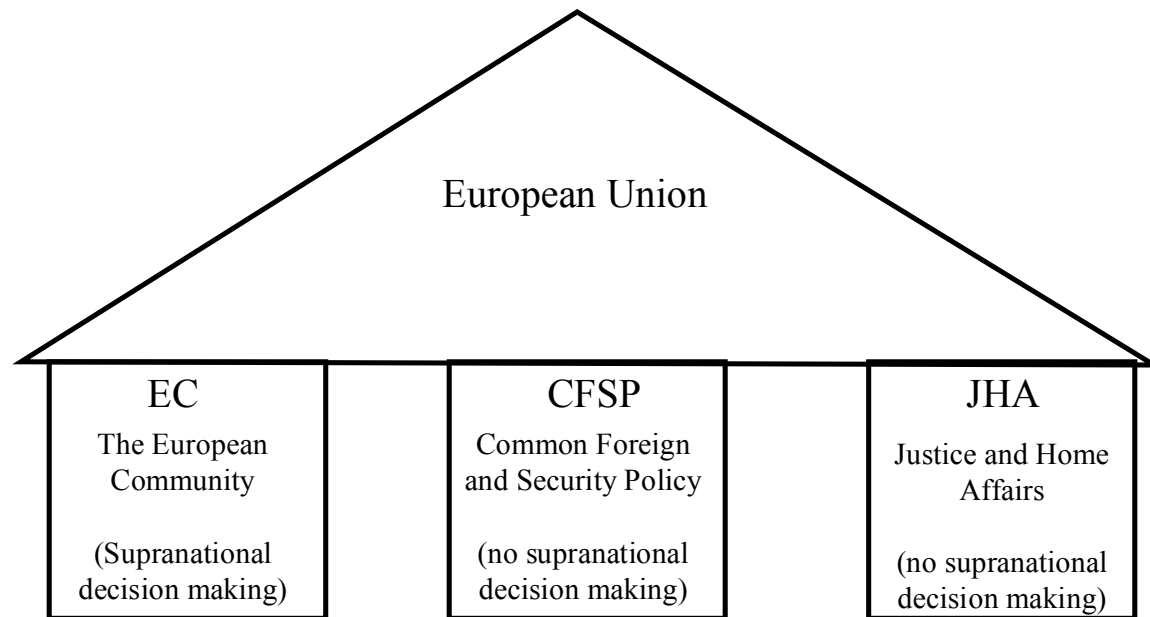 European Union
EC
The European
Community
(Supranational
decision making)
CFSP
Common Foreign
and Security Policy
(no supranational
decision making)
JHA
Justice and Home
Affairs
(no supranational
decision making)